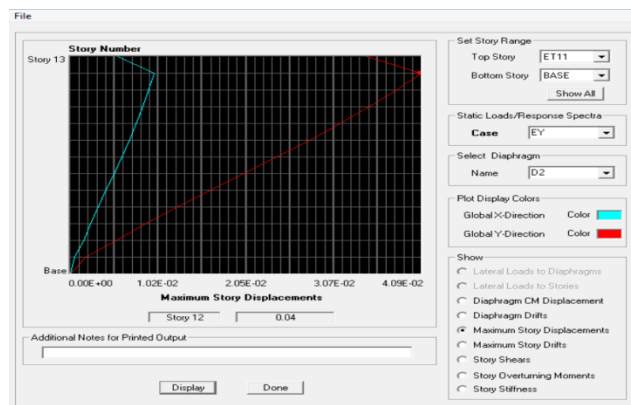 File
Story Number
Story 13
Base
0.00E+00 1.02E-02 2.05E-02 3.07E-02 4.09E-02
Maximum Story Displacements
Story 12 0.04
Additional Notes for Printed Output
Display Done
Set Story Range
Top Story ET11
Bottom Story BASE
Show All
Static Loads/Response Spectra
Case EY
Select Diaphragm
Name D2
Plot Display Colors
Global X-Direction Color
Global Y-Direction Color
Show
Lateral Loads to Diaphragms
Lateral Loads to Stories
Diaphragm CM Displacement
Diaphragm Drifts
Maximum Story Displacements
Maximum Story Drifts
Story Shears
Story Overturning Moments
Story Stiffness